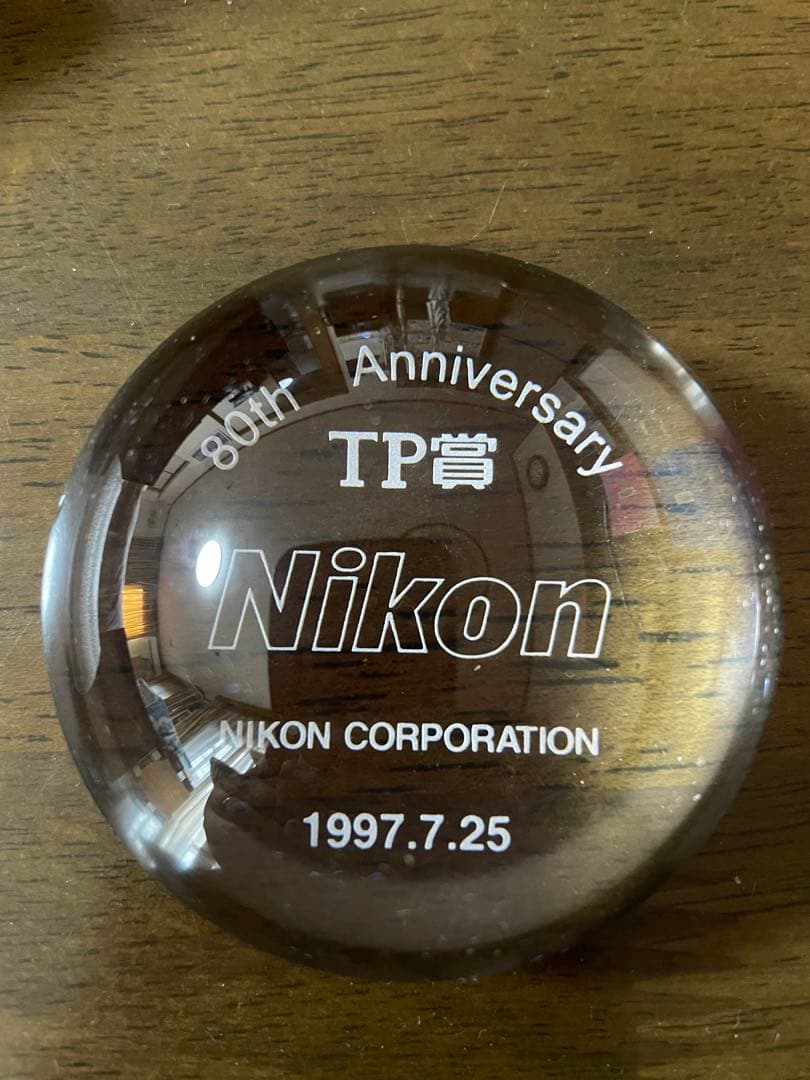 80th Anniversary
TP賞
Nikon
NIKON CORPORATION
1997.7.25